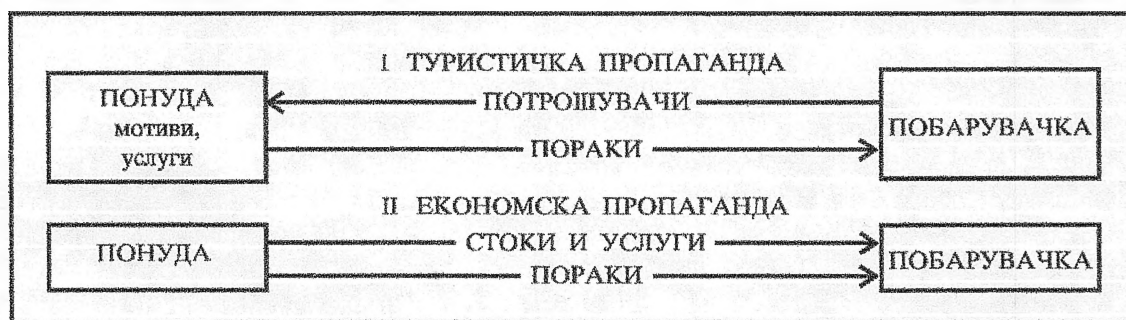 I ТУРИСТИЧКА ПРОПАГАНДА
ПОНУДА
мотиви,
услуги
ПОТРОШУВАЧИ
ПОРАКИ
ПОБАРУВАЧКА
II ЕКОНОМСКА ПРОПАГАНДА
ПОНУДА
СТОКИ И УСЛУГИ
ПОРАКИ
ПОБАРУВАЧКА